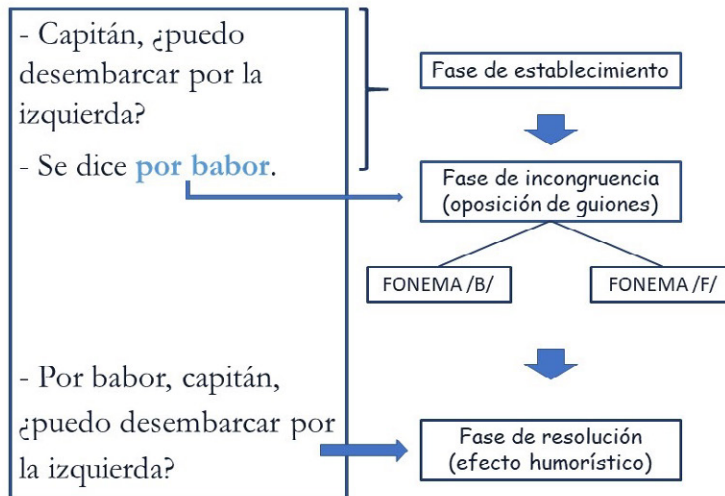 - Capitán, ¿puedo
desembarcar por la
izquierda?
- Se dice por babor.
- Por babor, capitán,
¿puedo desembarcar por
la izquierda?
Fase de establecimiento
Fase de incongruencia
(oposición de guiones)
FONEMA /B/
FONEMA /F/
Fase de resolución
(efecto humorístico)